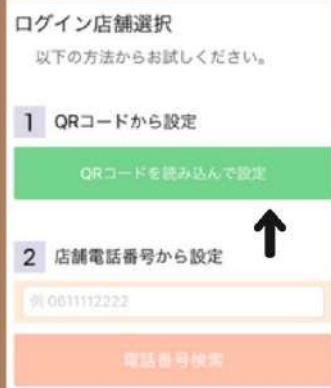 ログイン店舗選択
以下の方法からお試しください。
1 QRコードから設定
QRコードを読み込んで設定
2 店舗電話番号から設定
例 0611112222
電話番号検索